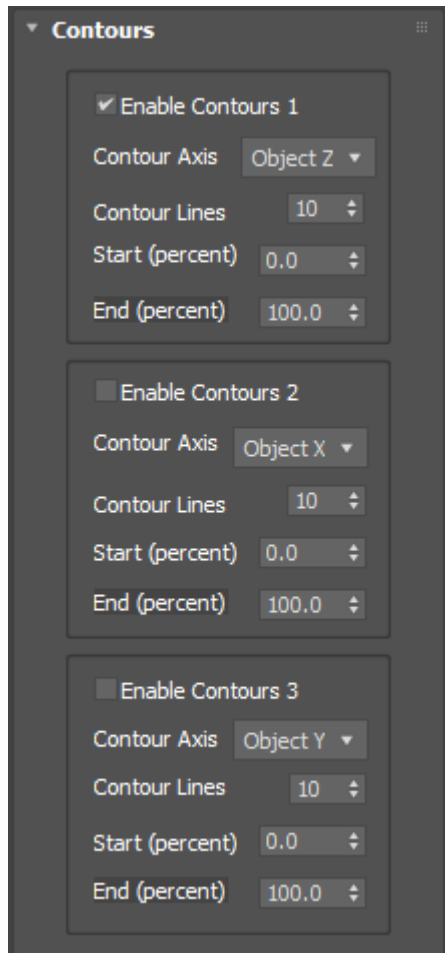 Contours
Enable Contours 1
Contour Axis Object Z
Contour Lines 10
Start (percent) 0.0
End (percent) 100.0
Enable Contours 2
Contour Axis Object X
Contour Lines 10
Start (percent) 0.0
End (percent) 100.0
Enable Contours 3
Contour Axis Object Y
Contour Lines 10
Start (percent) 0.0
End (percent) 100.0